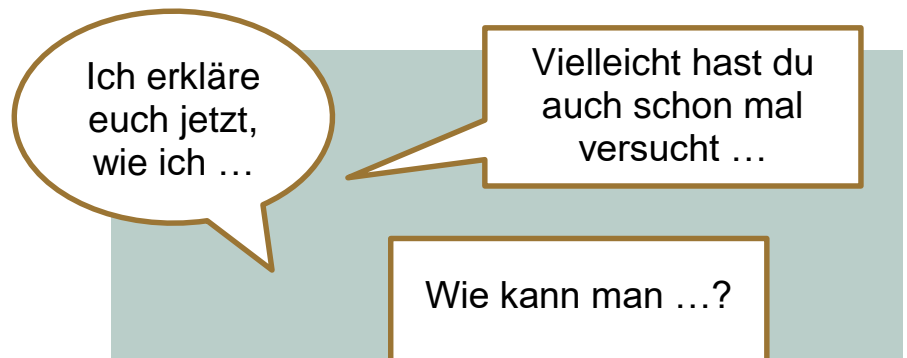 Ich erkläre
euch jetzt,
wie ich …
Vielleicht hast du
auch schon mal
versucht …
Wie kann man …?